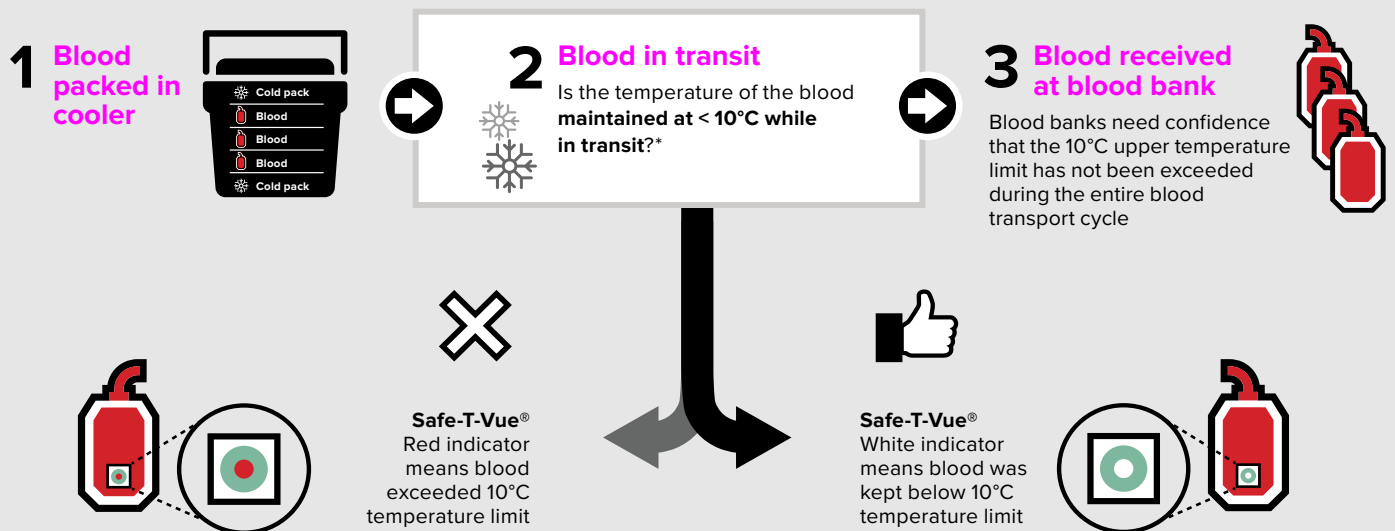 1 Blood
packed in
cooler
Cold pack
Blood
Blood
Blood
Cold pack
2 Blood in transit
Is the temperature of the blood
maintained at < 10°C while
in transit?*
3 Blood received
at blood bank
Blood banks need confidence
that the 10°C upper temperature
limit has not been exceeded
during the entire blood
transport cycle
Safe-T-Vue®
Red indicator
means blood
exceeded 10°C
temperature limit
Safe-T-Vue®
White indicator
means blood was
kept below 10°C
temperature limit